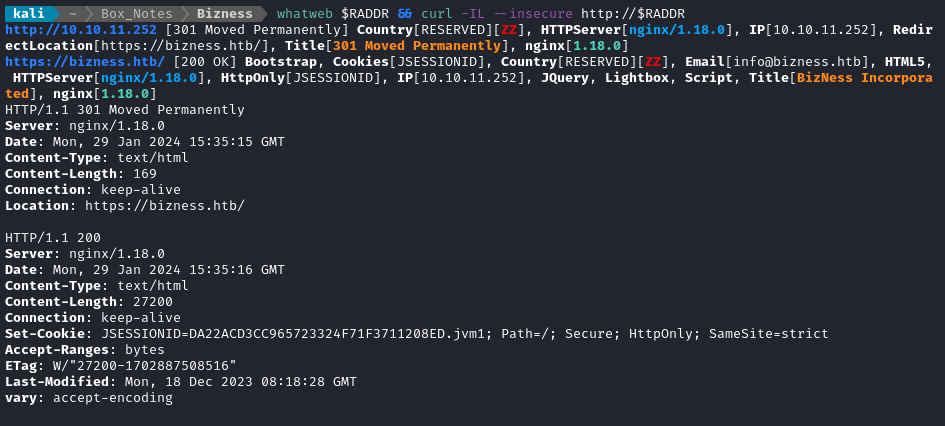 kali ~ Box_Notes Bizness whatweb $RADDR && curl -IL --insecure http://$RADDR
http://10.10.11.252 [301 Moved Permanently] Country[RESERVED][ZZ], HTTPServer[nginx/1.18.0], IP[10.10.11.252], Redir
ectLocation[https://bizness.htb/], Title[301 Moved Permanently], nginx[1.18.0]
https://bizness.htb/ [200 OK] Bootstrap, Cookies[JSESSIONID], Country[RESERVED][ZZ], Email[info@bizness.htb], HTML5,
 HTTPServer[nginx/1.18.0], HttpOnly[JSESSIONID], IP[10.10.11.252], JQuery, Lightbox, Script, Title[BizNess Incorpora
ted], nginx[1.18.0]
HTTP/1.1 301 Moved Permanently
Server: nginx/1.18.0
Date: Mon, 29 Jan 2024 15:35:15 GMT
Content-Type: text/html
Content-Length: 169
Connection: keep-alive
Location: https://bizness.htb/

HTTP/1.1 200
Server: nginx/1.18.0
Date: Mon, 29 Jan 2024 15:35:16 GMT
Content-Type: text/html
Content-Length: 27200
Connection: keep-alive
Set-Cookie: JSESSIONID=DA22ACD3CC965723324F71F3711208ED.jvm1; Path=/; Secure; HttpOnly; SameSite=strict
Accept-Ranges: bytes
ETag: W/"27200-1702887508516"
Last-Modified: Mon, 18 Dec 2023 08:18:28 GMT
vary: accept-encoding